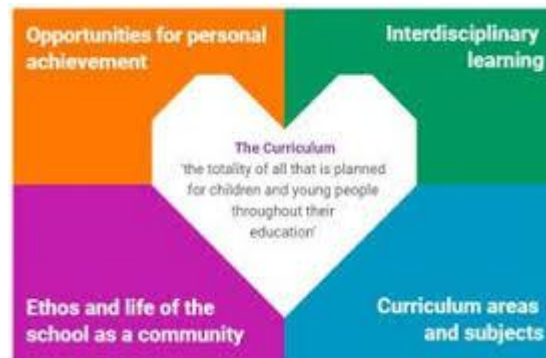 Opportunities for personal
achievement
Interdisciplinary
learning
The Curriculum
'the totality of all that is planned
for children and young people
throughout their
education'
Ethos and life of the
school as a community
Curriculum areas
and subjects